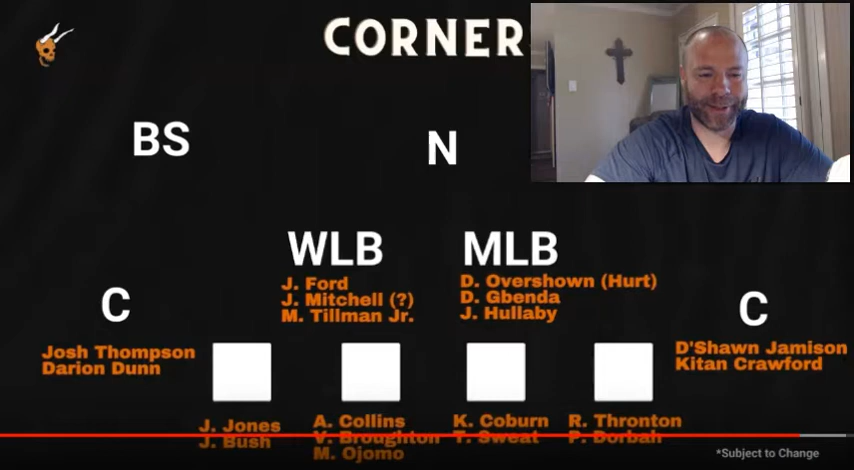 CORNER
BS
N
WLB
MLB
J. Ford
J. Mitchell (?)
M. Tillman Jr.
D. Overshown (Hurt)
D. Gbenda
J. Hullaby
C
C
Josh Thompson
Darion Dunn
D'Shawn Jamison
Kitan Crawford
J. Jones
J. Bush
A. Collins
V. Broughton
M. Ojomo
K. Coburn
T. Sweat
R. Thronton
P. Dorbah
*Subject to Change